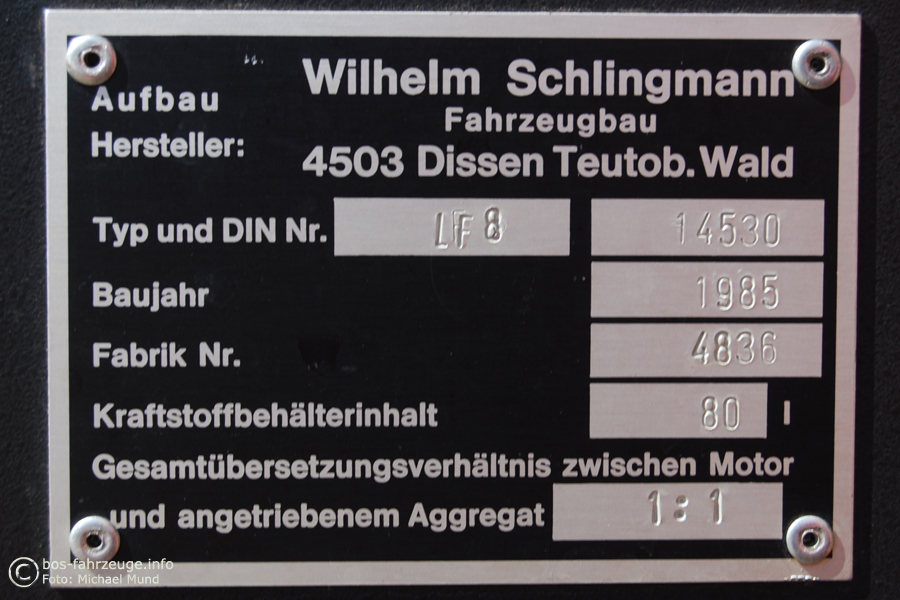 Aufbau Hersteller: Wilhelm Schlingmann
Fahrzeugbau
4503 Dissen Teutob. Wald
Typ und DIN Nr. LF 8 14530
Baujahr 1985
Fabrik Nr. 4836
Kraftstoffbehälterinhalt 80 l
Gesamtübersetzungsverhältnis zwischen Motor
und angetriebenem Aggregat 1:1
© bos-fahrzeuge.info
Foto: Michael Mund